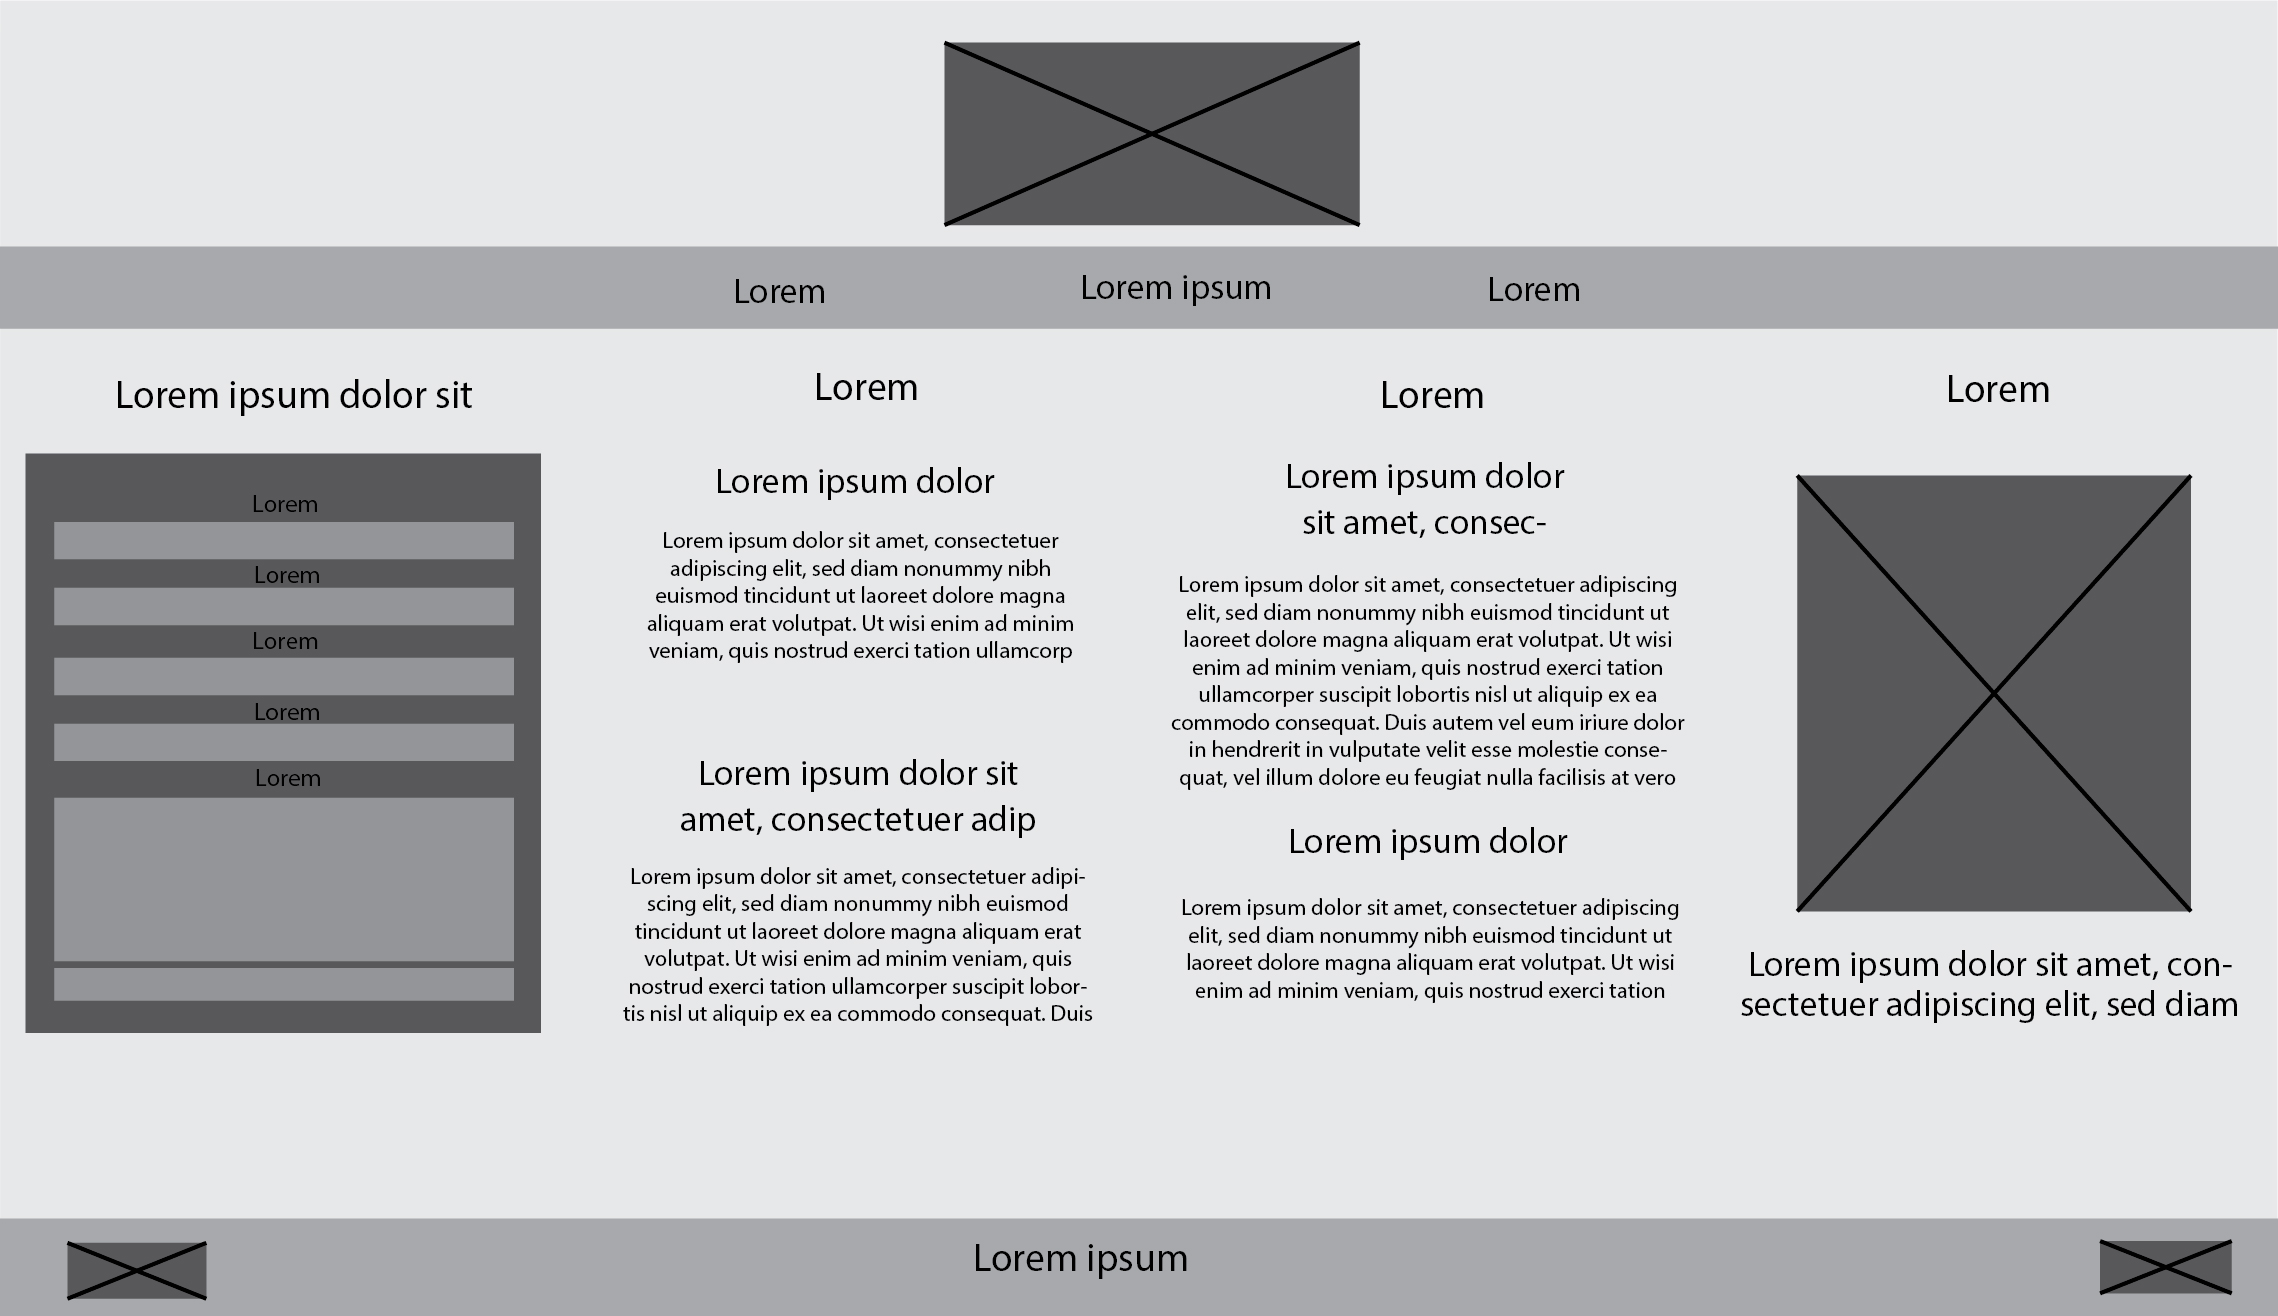 Lorem
Lorem ipsum
Lorem
Lorem ipsum dolor sit
Lorem
Lorem
Lorem
Lorem
Lorem
Lorem
Lorem ipsum dolor
Lorem ipsum dolor sit amet, consectetuer
adipiscing elit, sed diam nonummy nibh
euismod tincidunt ut laoreet dolore magna
aliquam erat volutpat. Ut wisi enim ad minim
veniam, quis nostrud exerci tation ullamcorp
Lorem ipsum dolor sit
amet, consectetuer adip
Lorem ipsum dolor sit amet, consectetuer adipi-
scing elit, sed diam nonummy nibh euismod
tincidunt ut laoreet dolore magna aliquam erat
volutpat. Ut wisi enim ad minim veniam, quis
nostrud exerci tation ullamcorper suscipit lobor-
tis nisl ut aliquip ex ea commodo consequat. Duis
Lorem
Lorem ipsum dolor
sit amet, consec-
Lorem ipsum dolor sit amet, consectetuer adipiscing
elit, sed diam nonummy nibh euismod tincidunt ut
laoreet dolore magna aliquam erat volutpat. Ut wisi
enim ad minim veniam, quis nostrud exerci tation
ullamcorper suscipit lobortis nisl ut aliquip ex ea
commodo consequat. Duis autem vel eum iriure dolor
in hendrerit in vulputate velit esse molestie conse-
quat, vel illum dolore eu feugiat nulla facilisis at vero
Lorem ipsum dolor
Lorem ipsum dolor sit amet, consectetuer adipiscing
elit, sed diam nonummy nibh euismod tincidunt ut
laoreet dolore magna aliquam erat volutpat. Ut wisi
enim ad minim veniam, quis nostrud exerci tation
Lorem
Lorem ipsum dolor sit amet, con-
sectetuer adipiscing elit, sed diam
Lorem ipsum